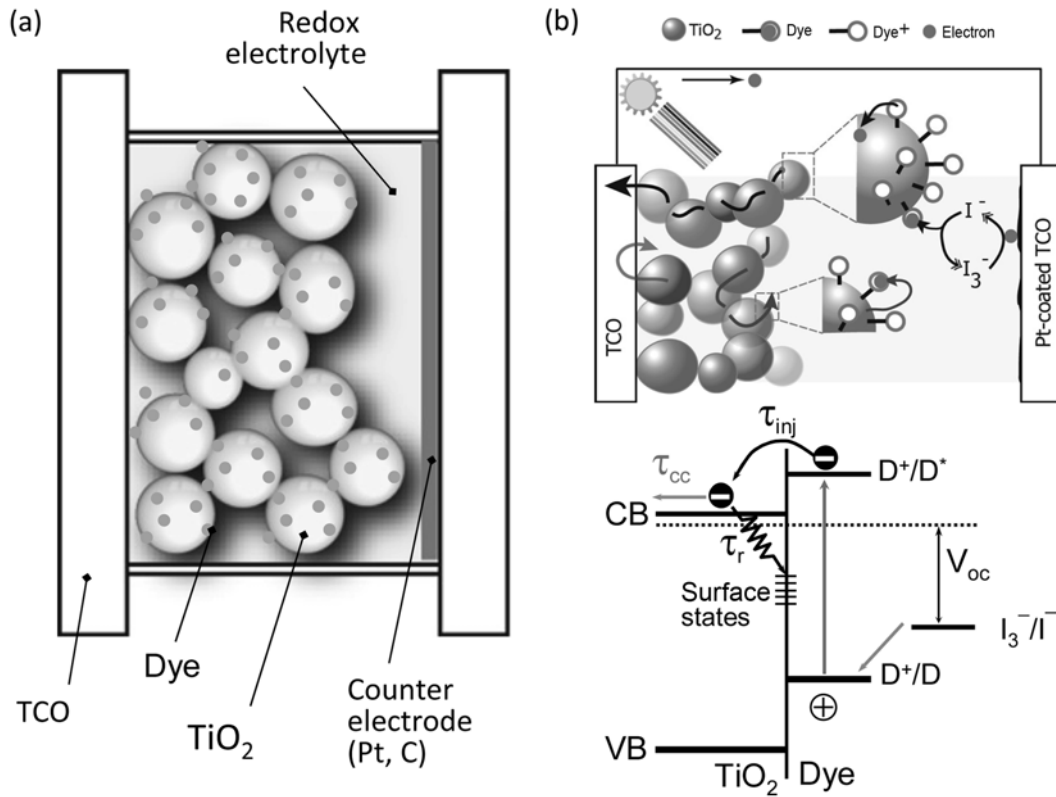 (a)
Redox
electrolyte
Dye
TCO
TiO₂
Counter
electrode
(Pt, C)
(b)
TiO₂ Dye Dye⁺ Electron
I⁻
I₃⁻
TCO
Pt-coated TCO
τinj
D⁺/D*
τcc
CB
τr
Voc
Surface
states
I₃⁻/I⁻
D⁺/D
VB
TiO₂ Dye